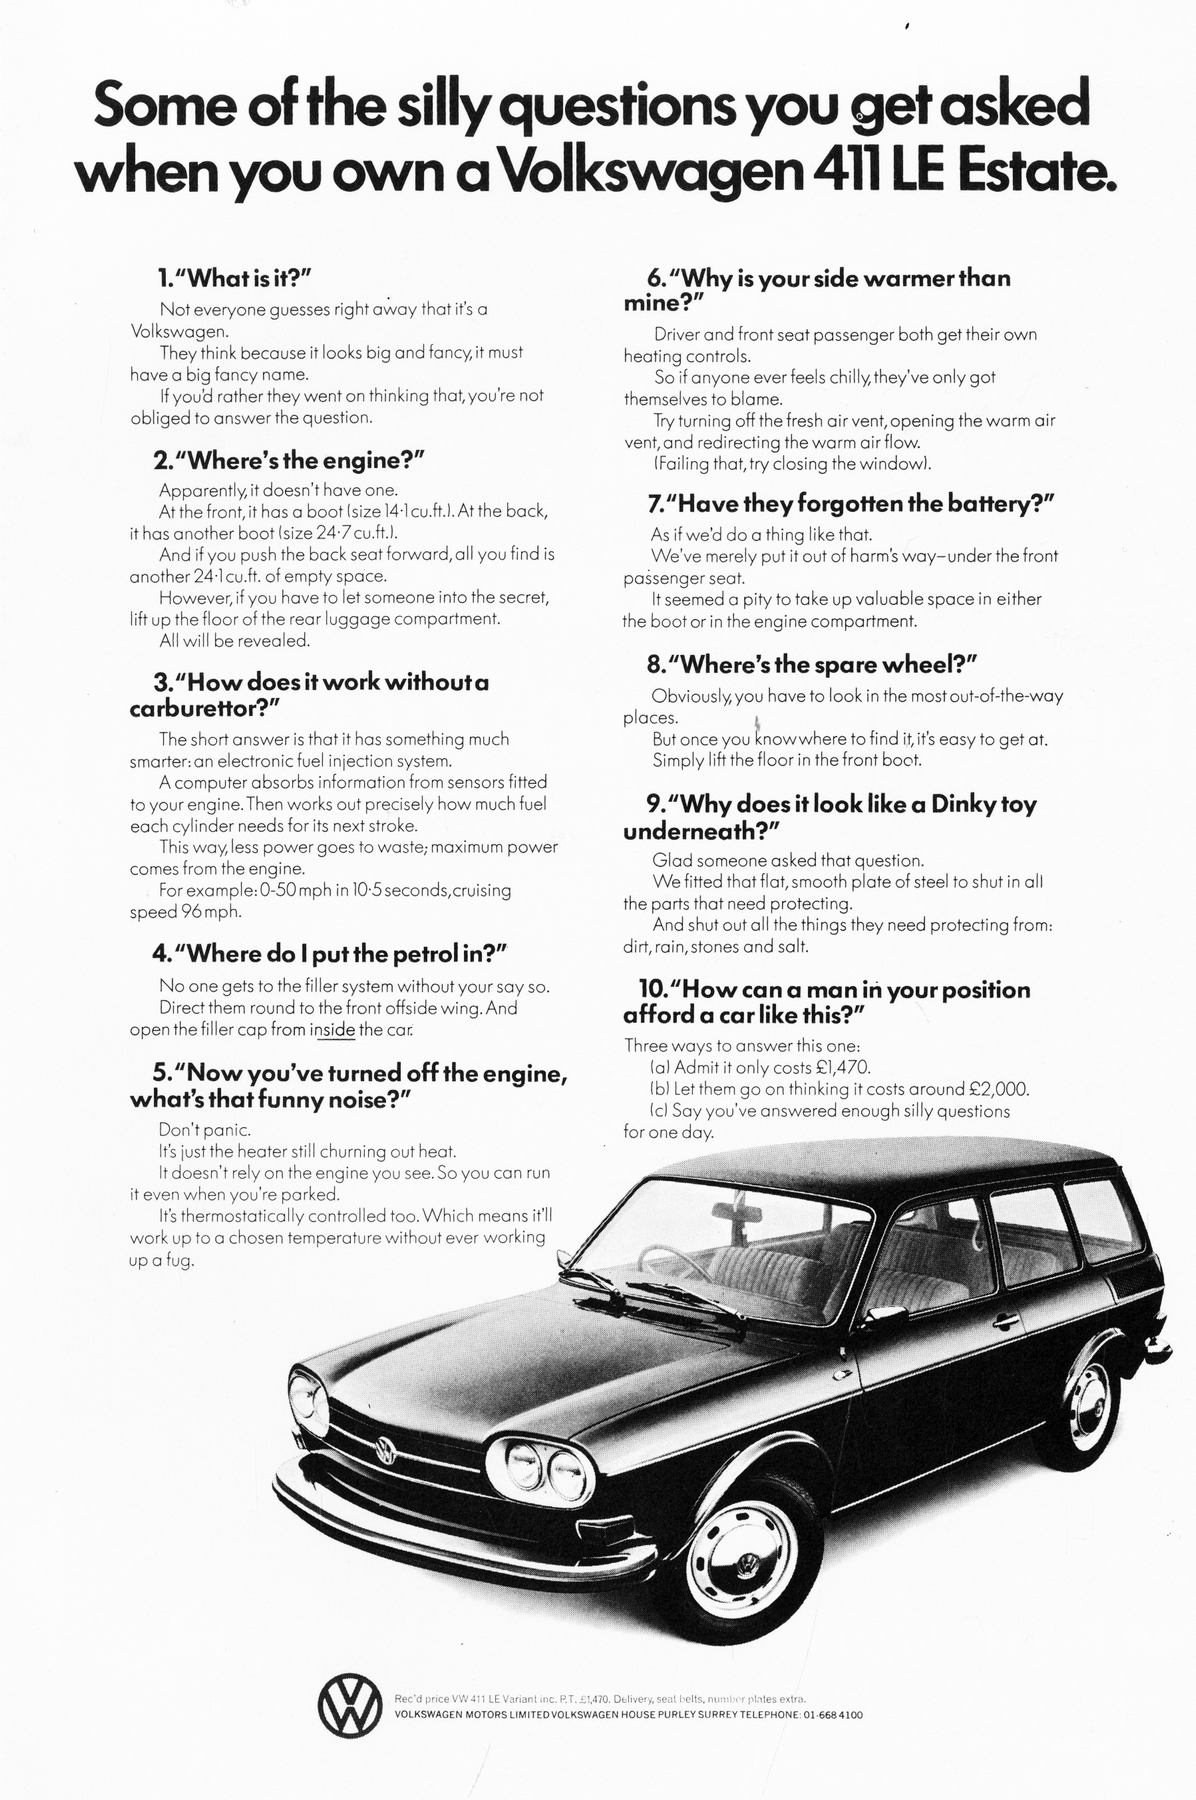 Some of the silly questions you get asked
when you own a Volkswagen 411 LE Estate.
1. “What is it?”
Not everyone guesses right away that it's a
Volkswagen.
They think because it looks big and fancy, it must
have a big fancy name.
If you'd rather they went on thinking that, you're not
obliged to answer the question.
2. “Where's the engine?”
Apparently, it doesn't have one.
At the front, it has a boot (size 14·1 cu.ft.). At the back,
it has another boot (size 24·7 cu.ft.).
And if you push the back seat forward, all you find is
another 24·1 cu.ft. of empty space.
However, if you have to let someone into the secret,
lift up the floor of the rear luggage compartment.
All will be revealed.
3. “How does it work without a
carburettor?”
The short answer is that it has something much
smarter: an electronic fuel injection system.
A computer absorbs information from sensors fitted
to your engine. Then works out precisely how much fuel
each cylinder needs for its next stroke.
This way, less power goes to waste; maximum power
comes from the engine.
For example: 0-50 mph in 10·5 seconds, cruising
speed 96 mph.
4. “Where do I put the petrol in?”
No one gets to the filler system without your say so.
Direct them round to the front offside wing. And
open the filler cap from inside the car.
5. “Now you've turned off the engine,
what's that funny noise?”
Don't panic.
It's just the heater still churning out heat.
It doesn't rely on the engine you see. So you can run
it even when you're parked.
It's thermostatically controlled too. Which means it'll
work up to a chosen temperature without ever working
up a fug.
6. “Why is your side warmer than
mine?”
Driver and front seat passenger both get their own
heating controls.
So if anyone ever feels chilly, they've only got
themselves to blame.
Try turning off the fresh air vent, opening the warm air
vent, and redirecting the warm air flow.
(Failing that, try closing the window).
7. “Have they forgotten the battery?”
As if we'd do a thing like that.
We've merely put it out of harm's way–under the front
passenger seat.
It seemed a pity to take up valuable space in either
the boot or in the engine compartment.
8. “Where's the spare wheel?”
Obviously, you have to look in the most out-of-the-way
places.
But once you know where to find it, it's easy to get at.
Simply lift the floor in the front boot.
9. “Why does it look like a Dinky toy
underneath?”
Glad someone asked that question.
We fitted that flat, smooth plate of steel to shut in all
the parts that need protecting.
And shut out all the things they need protecting from:
dirt, rain, stones and salt.
10. “How can a man in your position
afford a car like this?”
Three ways to answer this one:
(a) Admit it only costs £1,470.
(b) Let them go on thinking it costs around £2,000.
(c) Say you've answered enough silly questions
for one day.
Rec'd price VW 411 LE Variant inc. P.T. £1,470. Delivery, seat belts, number plates extra.
VOLKSWAGEN MOTORS LIMITED VOLKSWAGEN HOUSE PURLEY SURREY TELEPHONE: 01-668 4100